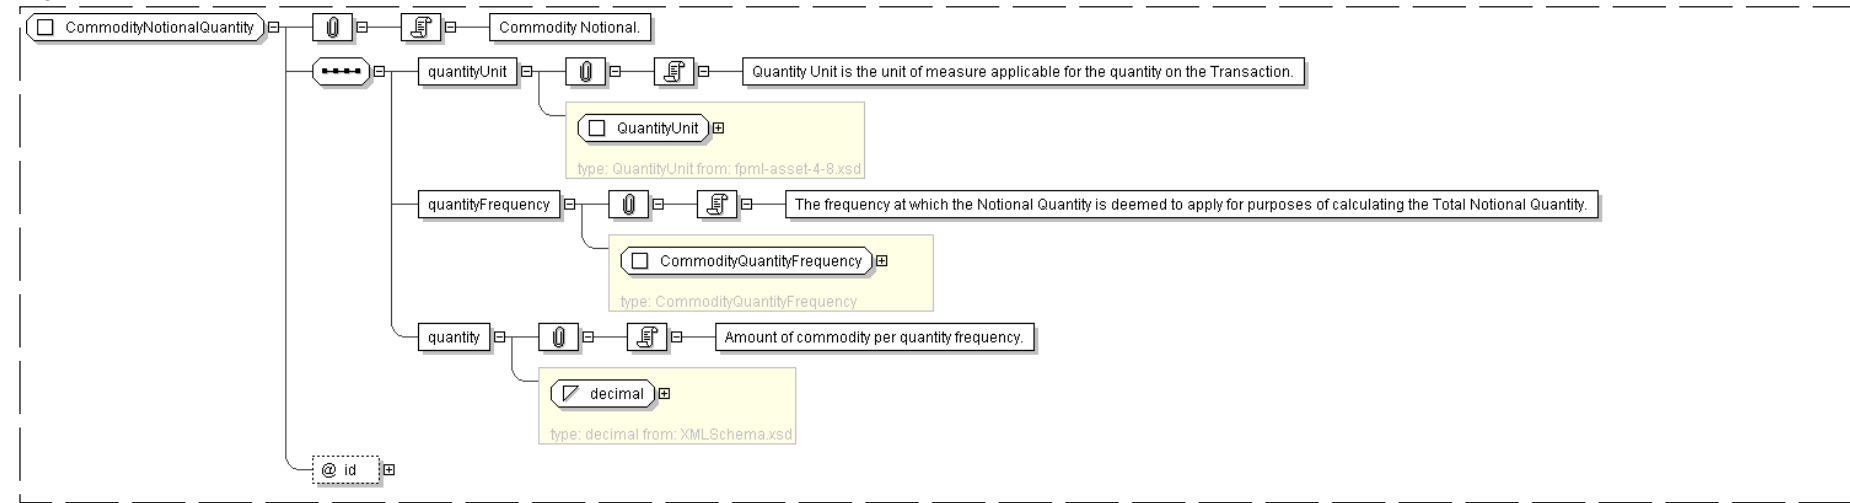 CommodityNotionalQuantity
Commodity Notional.
quantityUnit
Quantity Unit is the unit of measure applicable for the quantity on the Transaction.
QuantityUnit
type: QuantityUnit from: fpml-asset-4-8.xsd
quantityFrequency
The frequency at which the Notional Quantity is deemed to apply for purposes of calculating the Total Notional Quantity.
CommodityQuantityFrequency
type: CommodityQuantityFrequency
quantity
Amount of commodity per quantity frequency.
decimal
type: decimal from: XMLSchema.xsd
@ id